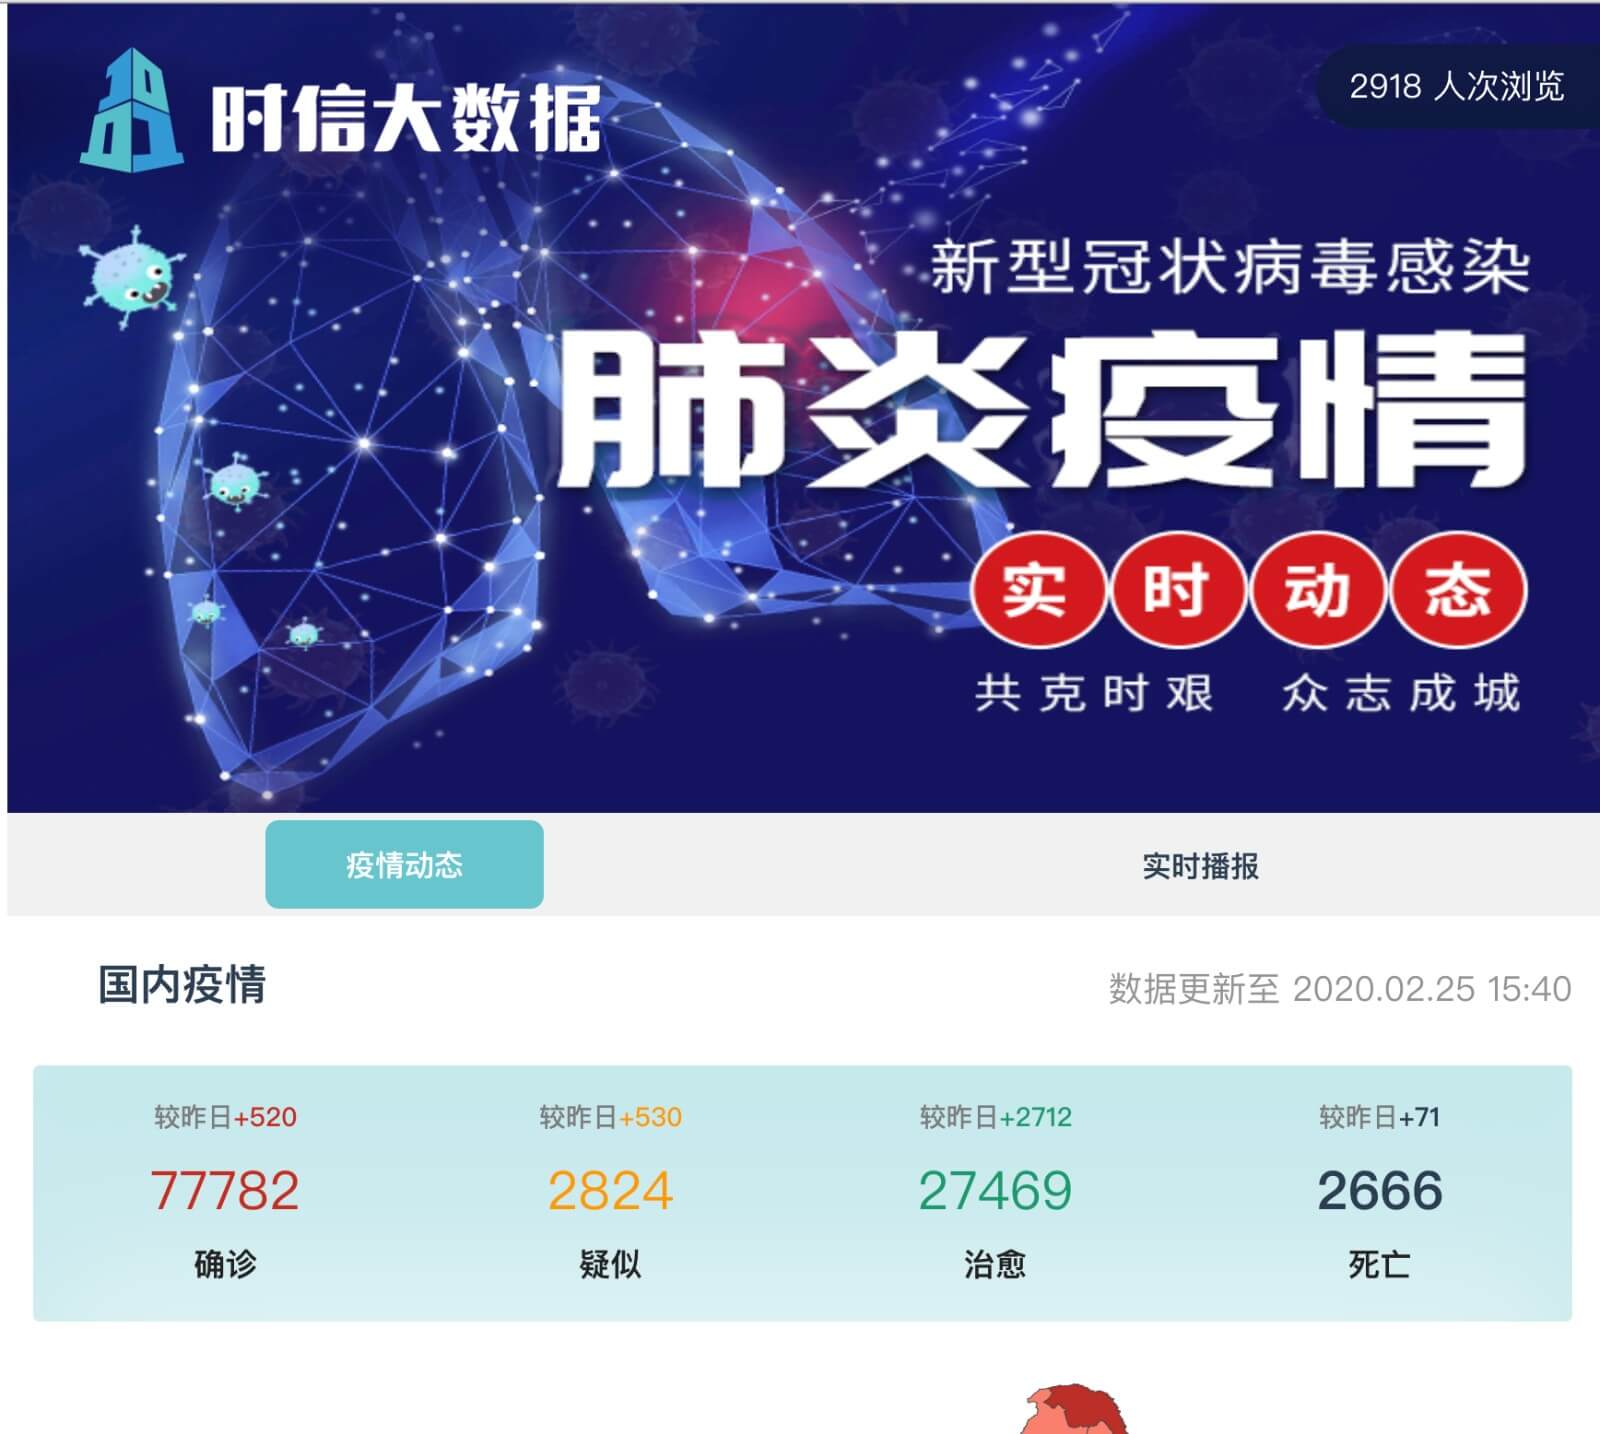 时信大数据
2918 人次浏览
新型冠状病毒感染
肺炎疫情
实时动态
共克时艰 众志成城
疫情动态
实时播报
国内疫情
数据更新至 2020.02.25 15:40
较昨日+520
77782
确诊
较昨日+530
2824
疑似
较昨日+2712
27469
治愈
较昨日+71
2666
死亡